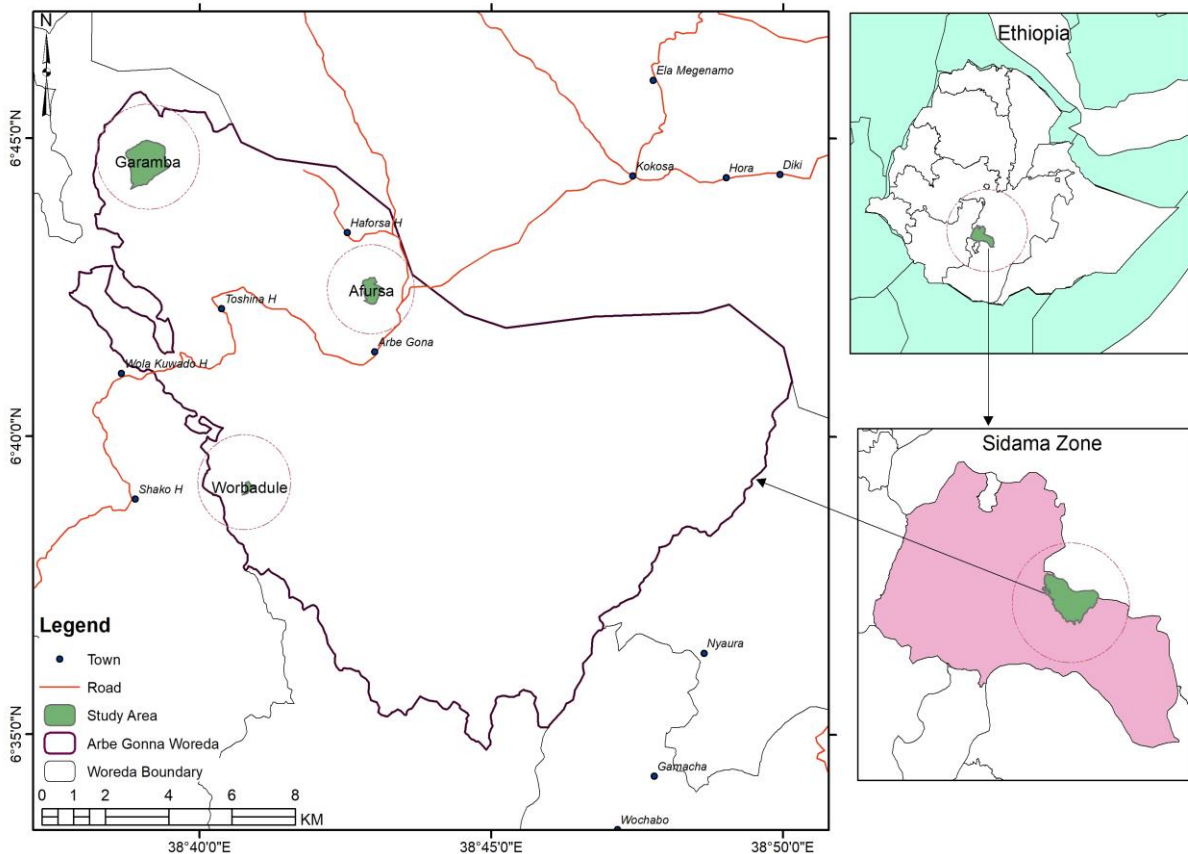 N
Ela Megenamo
6°45'0"N
Garamba
Kokosa
Hora
Diki
Haforsa H
Afursa
Toshina H
Arbe Gona
Wola Kuwado H
6°40'0"N
Worbadule
Shako H
Legend
Town
Road
Study Area
Arbe Gonna Woreda
Woreda Boundary
0 1 2 4 6 8
KM
Nyaura
6°35'0"N
Gamacha
Wochabo
38°40'0"E
38°45'0"E
38°50'0"E
Ethiopia
Sidama Zone